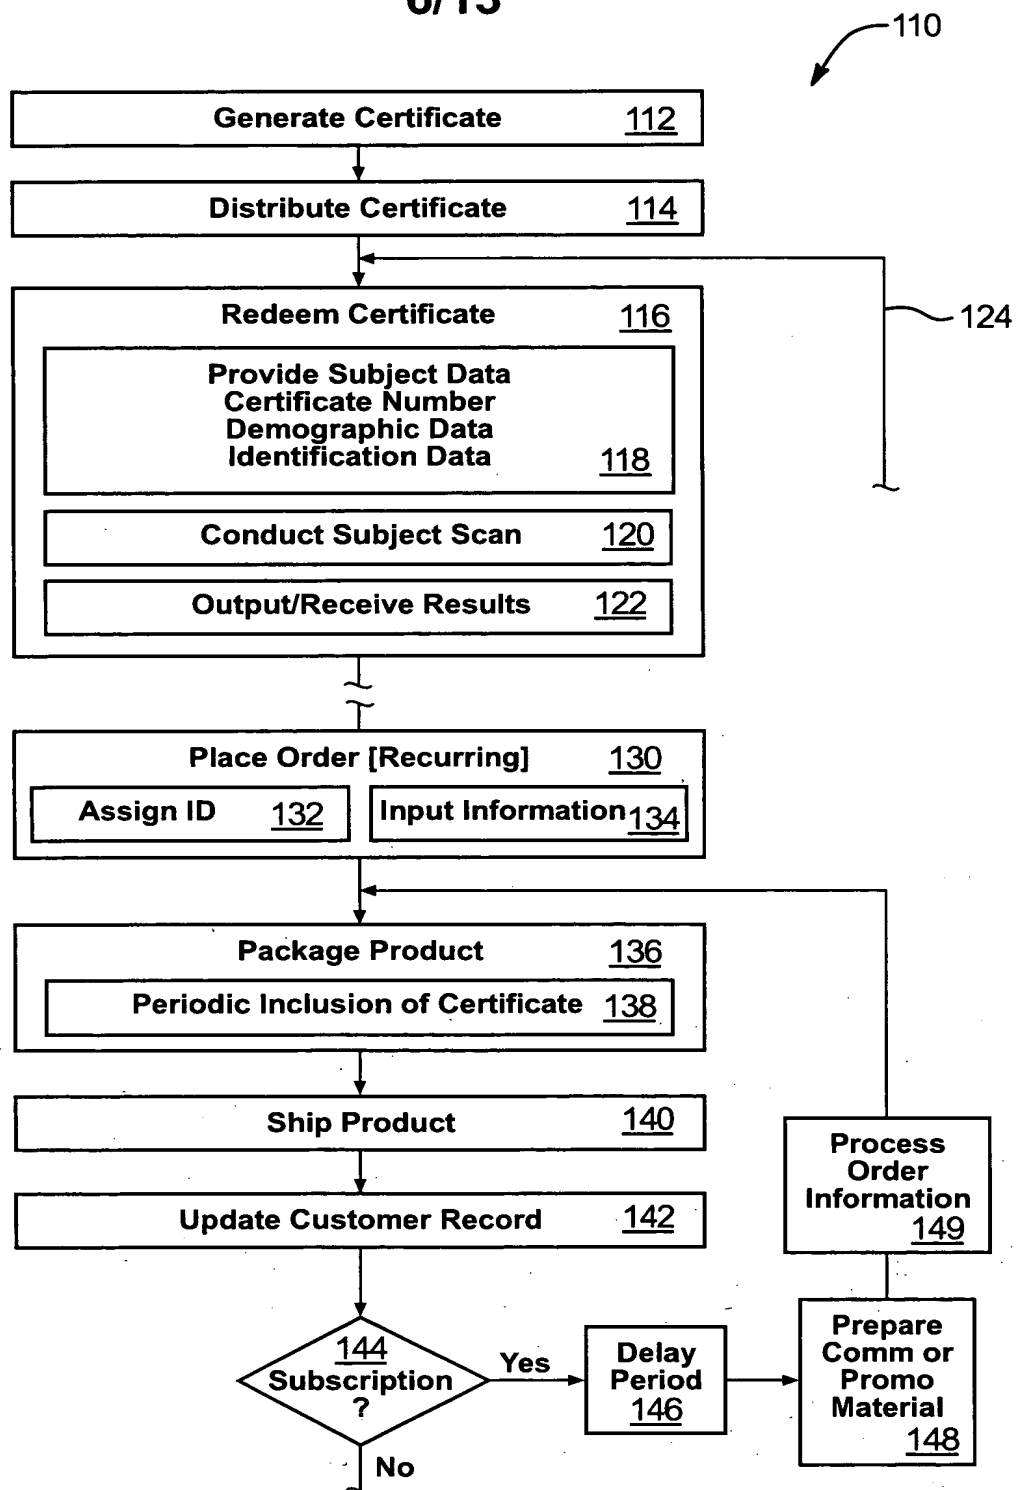 6/13
110
Generate Certificate 112
Distribute Certificate 114
Redeem Certificate 116
124
Provide Subject Data
Certificate Number
Demographic Data
Identification Data 118
Conduct Subject Scan 120
Output/Receive Results 122
Place Order [Recurring] 130
Assign ID 132
Input Information 134
Package Product 136
Periodic Inclusion of Certificate 138
Ship Product 140
Update Customer Record 142
144
Subscription
?
Yes
No
Delay
Period
146
Prepare
Comm or
Promo
Material
148
Process
Order
Information
149